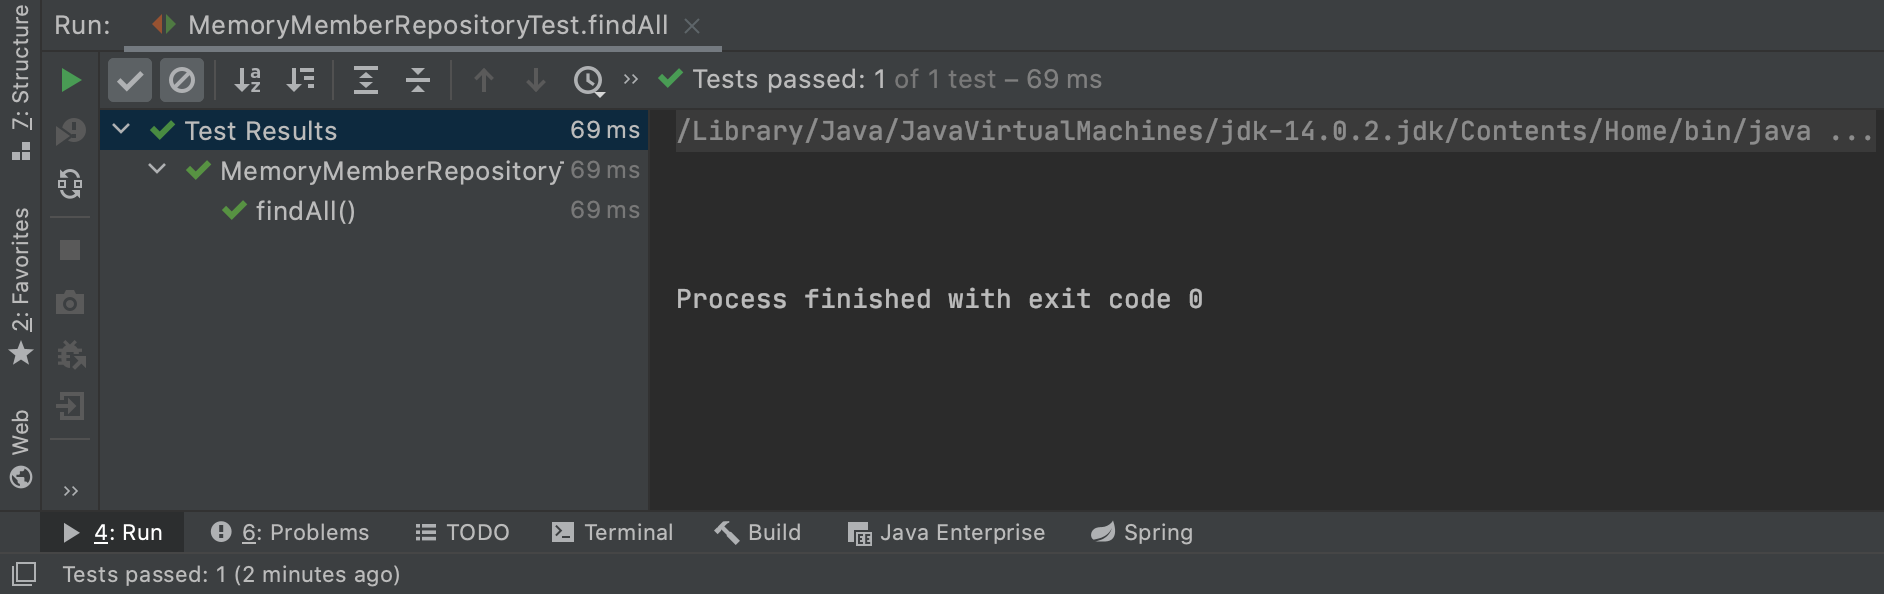 Run: MemoryMemberRepositoryTest.findAll
Tests passed: 1 of 1 test – 69 ms
Test Results 69 ms
MemoryMemberRepository 69 ms
findAll() 69 ms
/Library/Java/JavaVirtualMachines/jdk-14.0.2.jdk/Contents/Home/bin/java ...
Process finished with exit code 0
7: Structure
2: Favorites
Web
4: Run 6: Problems TODO Terminal Build Java Enterprise Spring
Tests passed: 1 (2 minutes ago)